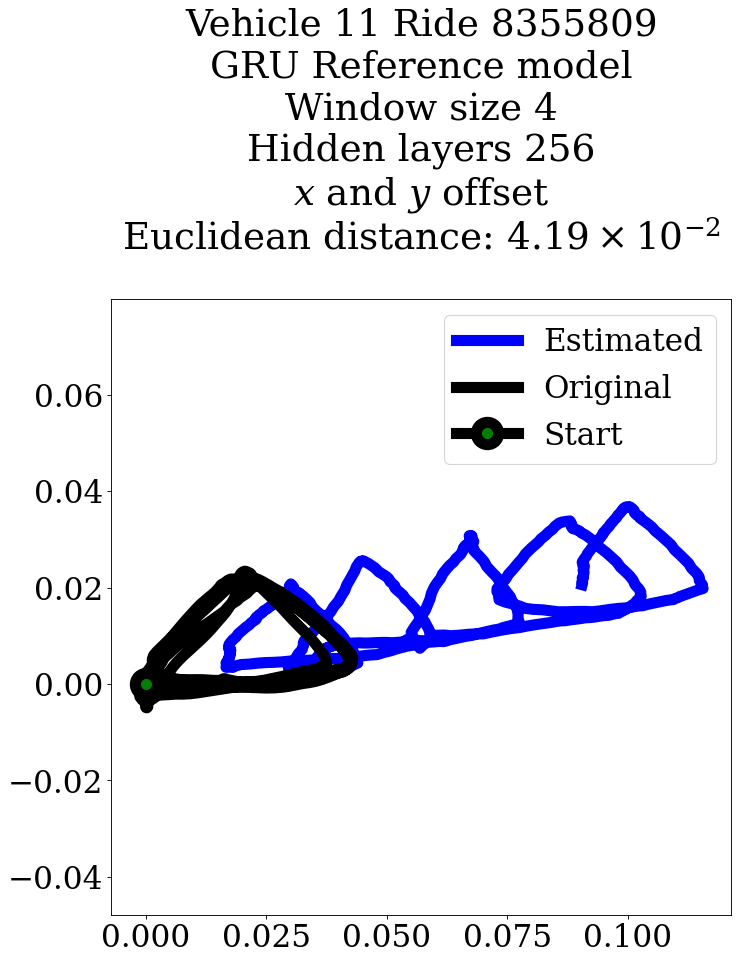 Vehicle 11 Ride 8355809
GRU Reference model
Window size 4
Hidden layers 256
x and y offset
Euclidean distance: 4.19 × 10⁻²
Estimated
Original
Start
0.06
0.04
0.02
0.00
−0.02
−0.04
0.000 0.025 0.050 0.075 0.100